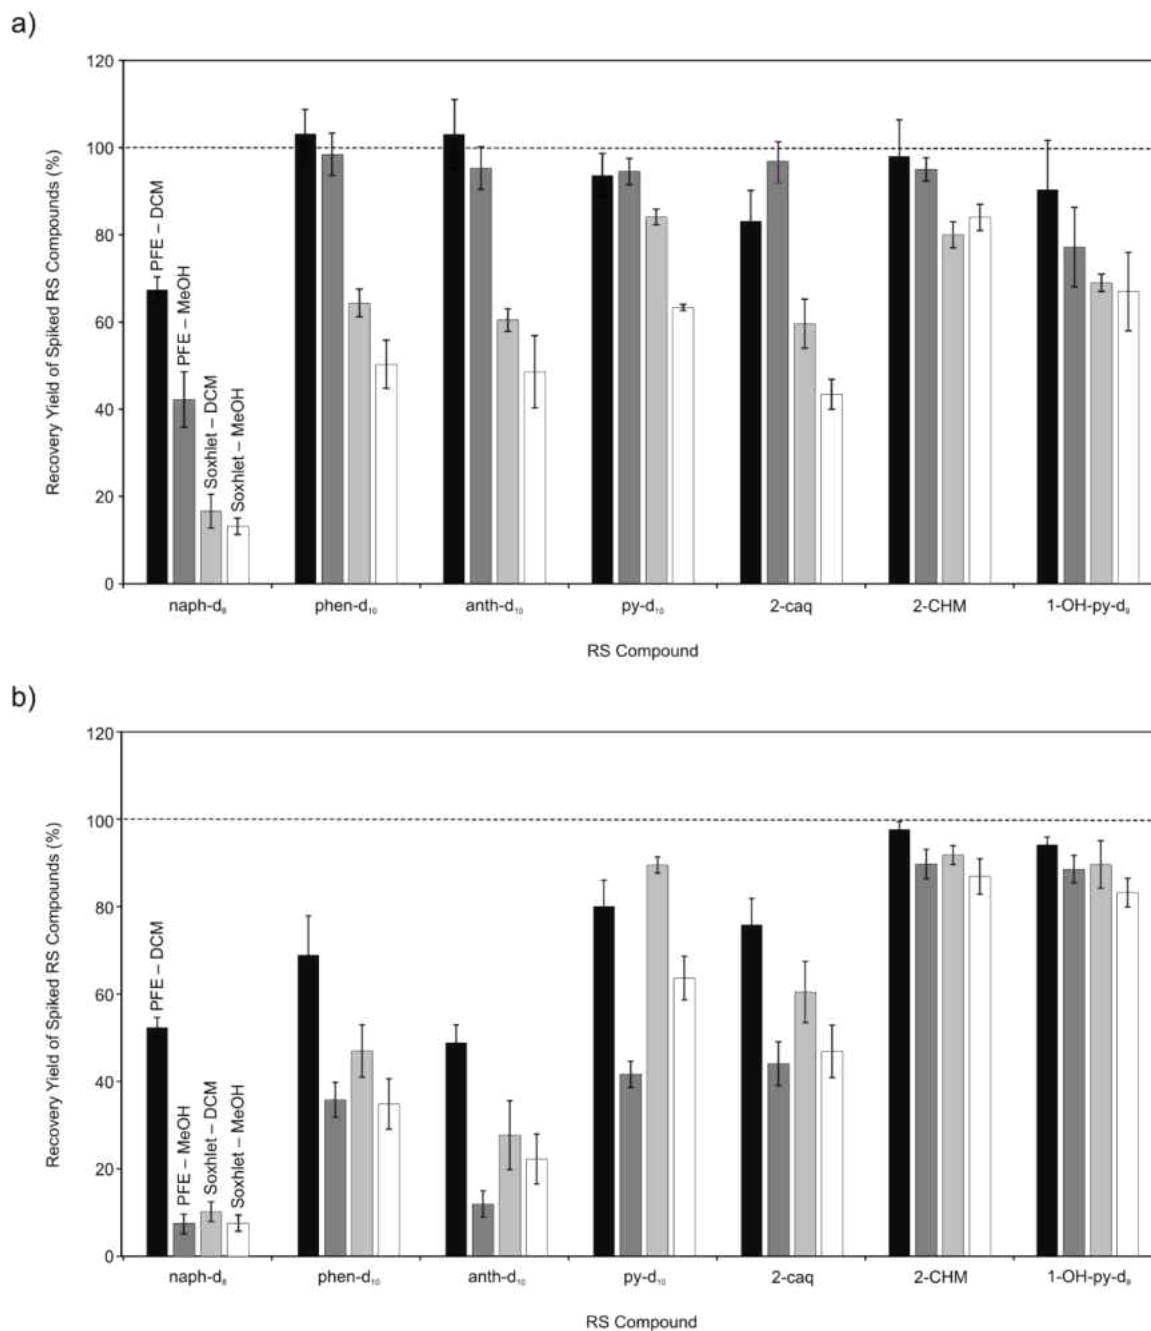 a)
Recovery Yield of Spiked RS Compounds (%)
120
100
80
60
40
20
0
PFE – DCM
PFE – MeOH
Soxhlet – DCM
Soxhlet – MeOH
naph-d₈ phen-d₁₀ anth-d₁₀ py-d₁₀ 2-caq 2-CHM 1-OH-py-d₉
RS Compound
b)
Recovery Yield of Spiked RS Compounds (%)
120
100
80
60
40
20
0
PFE – DCM
PFE – MeOH
Soxhlet – DCM
Soxhlet – MeOH
naph-d₈ phen-d₁₀ anth-d₁₀ py-d₁₀ 2-caq 2-CHM 1-OH-py-d₉
RS Compound